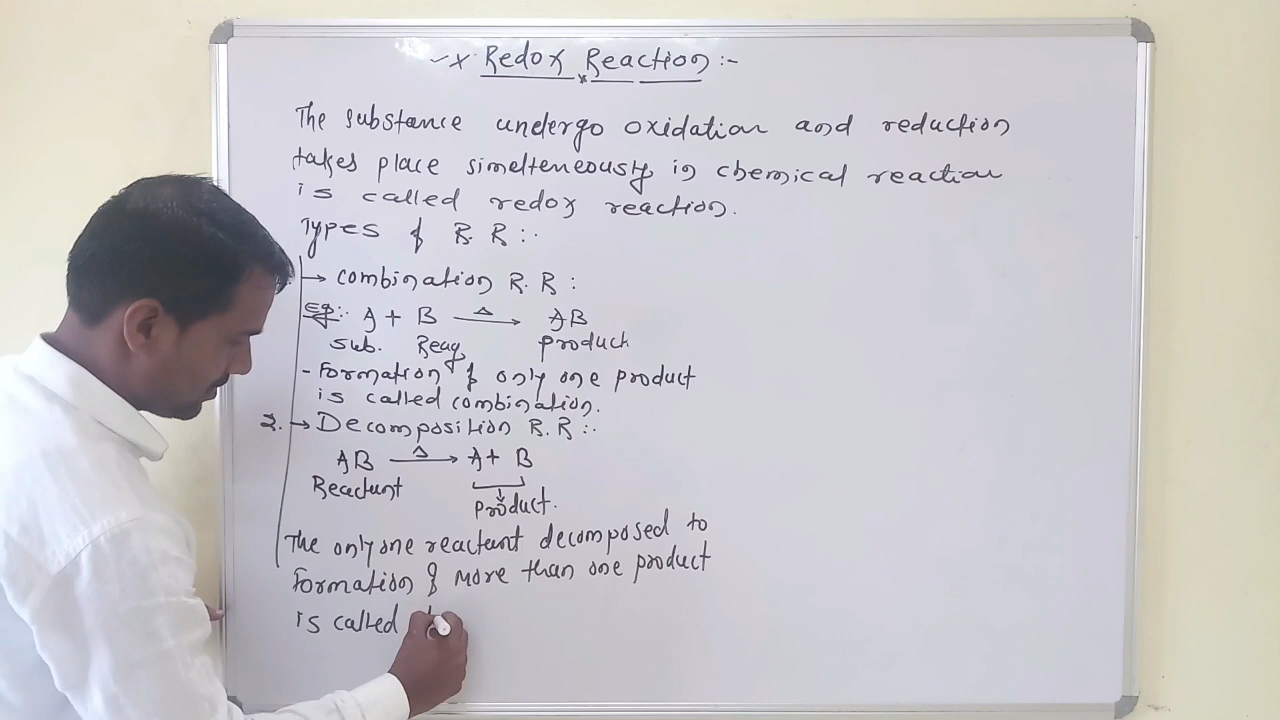 Redox Reaction :-
The substance undergo oxidation and reduction
takes place simelteneously in chemical reaction
is called redox reaction.
Types of R.R :-
→ combination R.R :
Eg:- A + B —Δ→ AB
sub. Reag. product
- Formation of only one product
is called combination.
2. → Decomposition R.R :-
AB —Δ→ A + B
Reactant
product.
The only one reactant decomposed to
formation of more than one product
is called